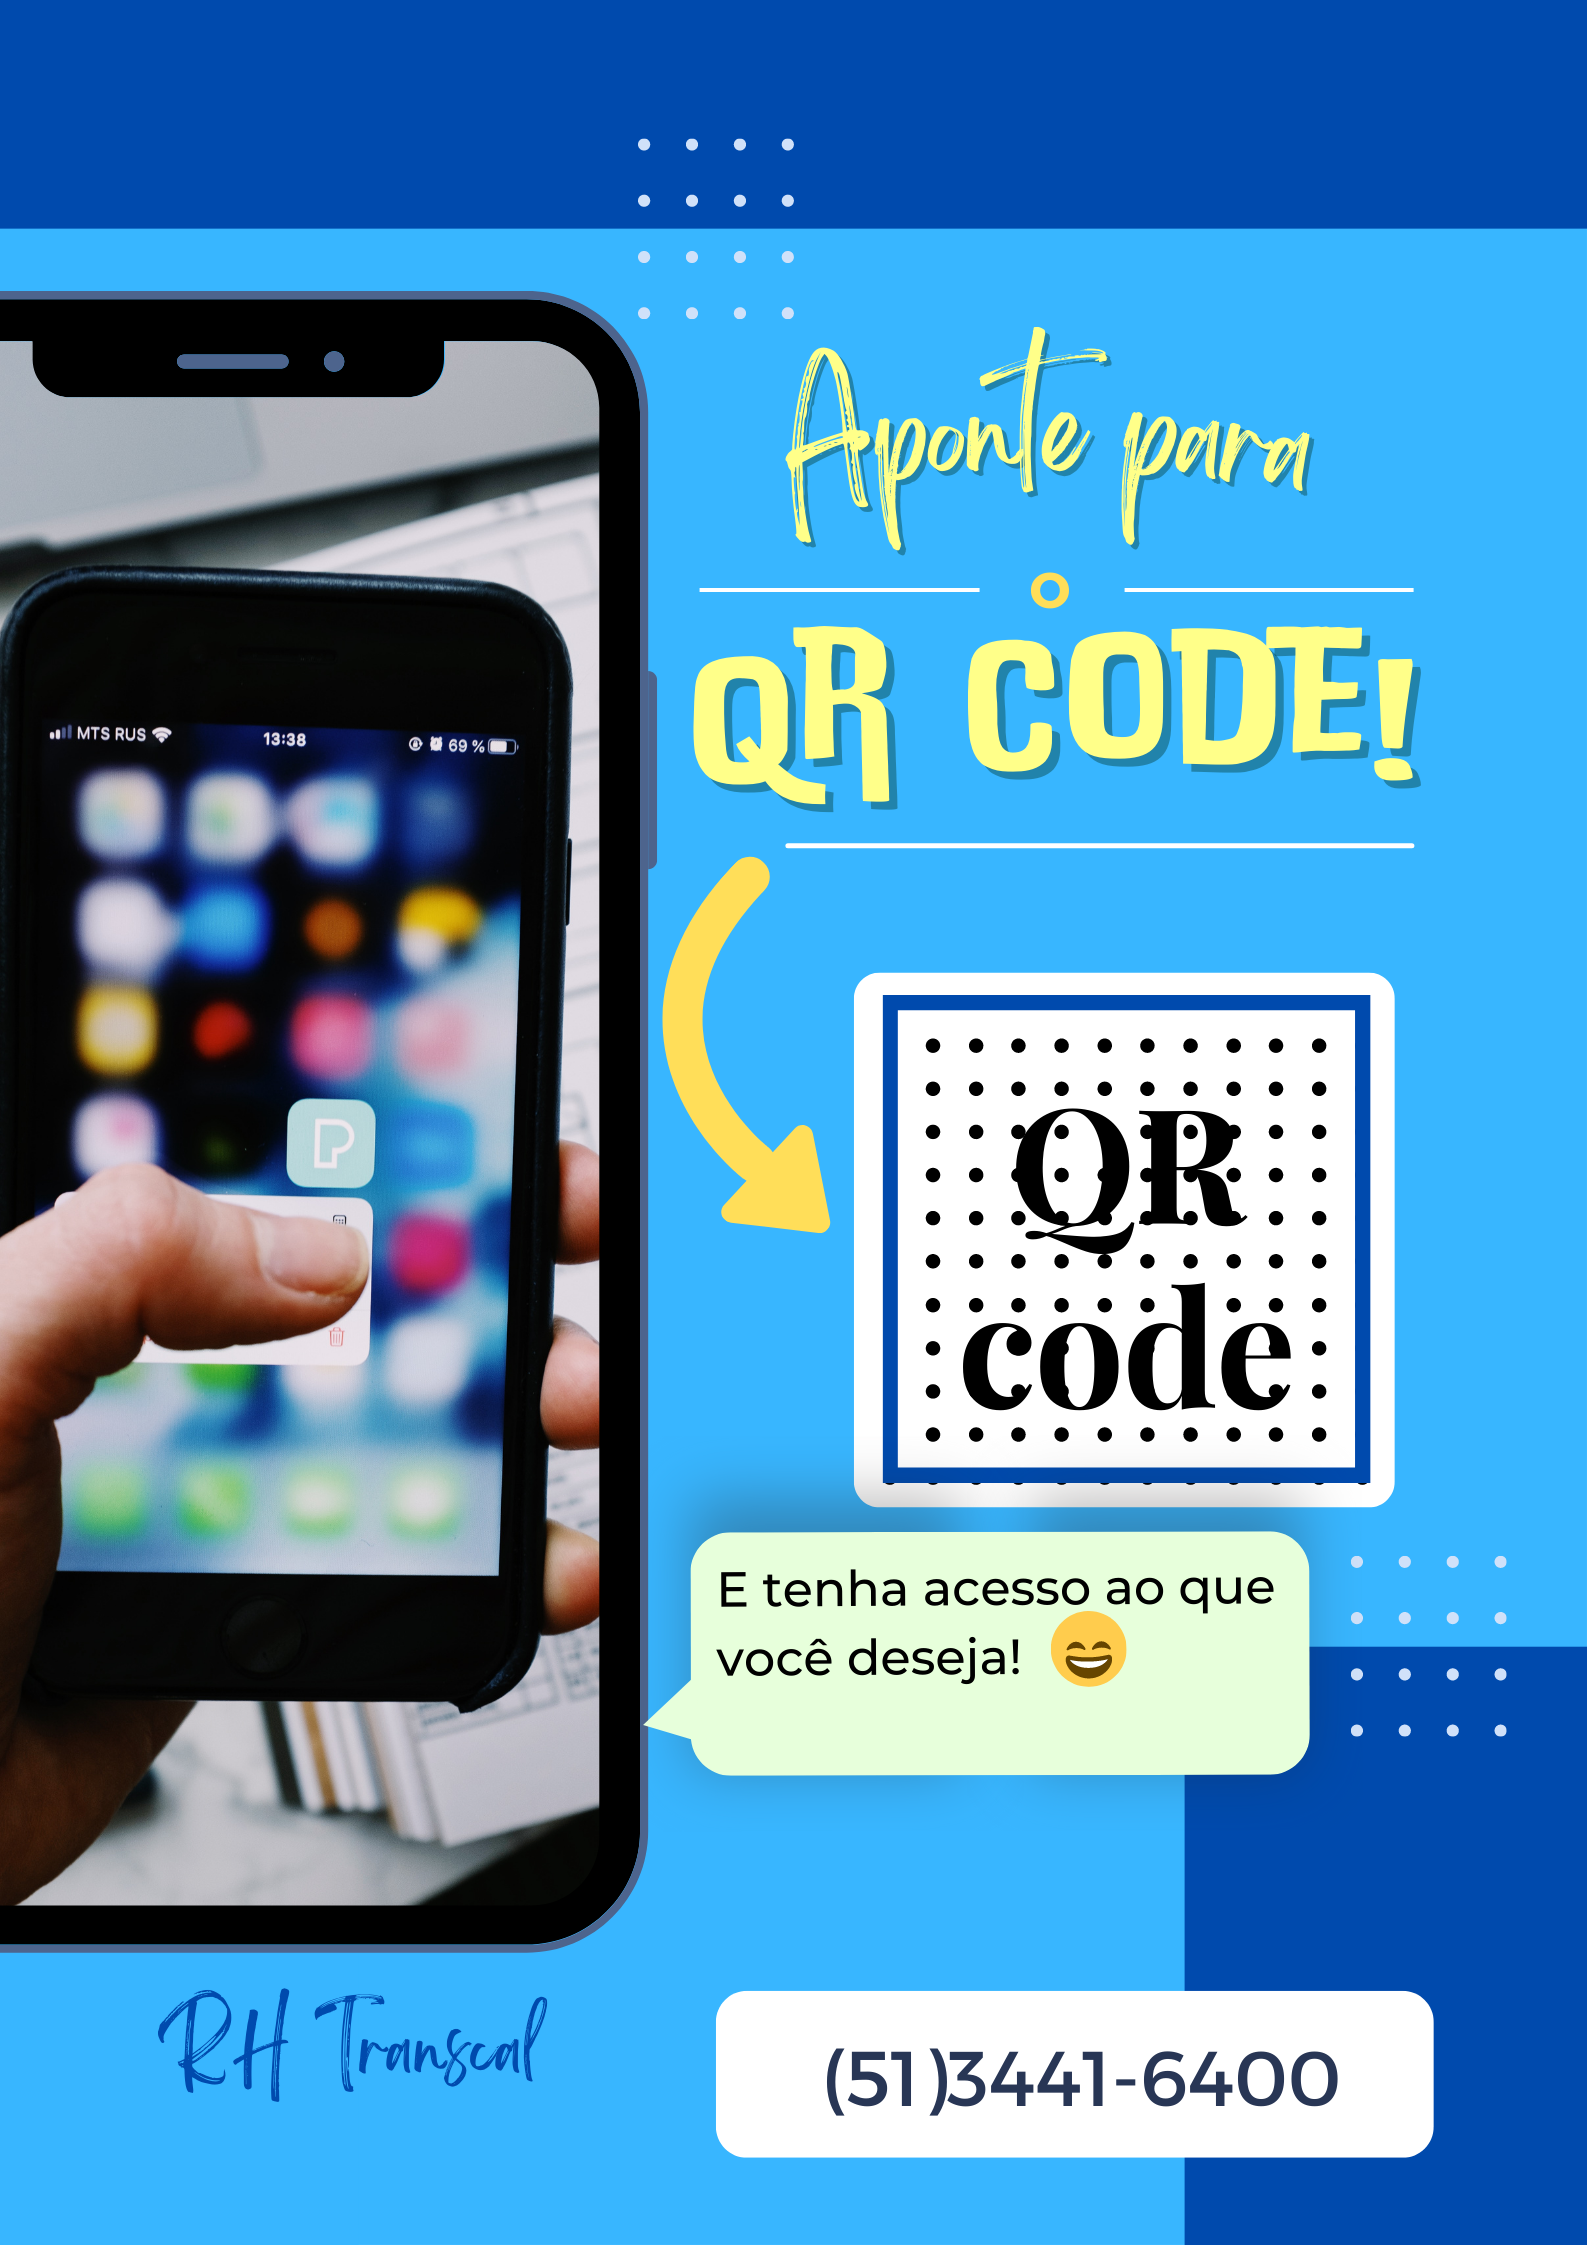 Aponte para
QR CODE!
MTS RUS 13:38 69 %
QR
code
E tenha acesso ao que
você deseja! 😄
RH Transcal
(51)3441-6400